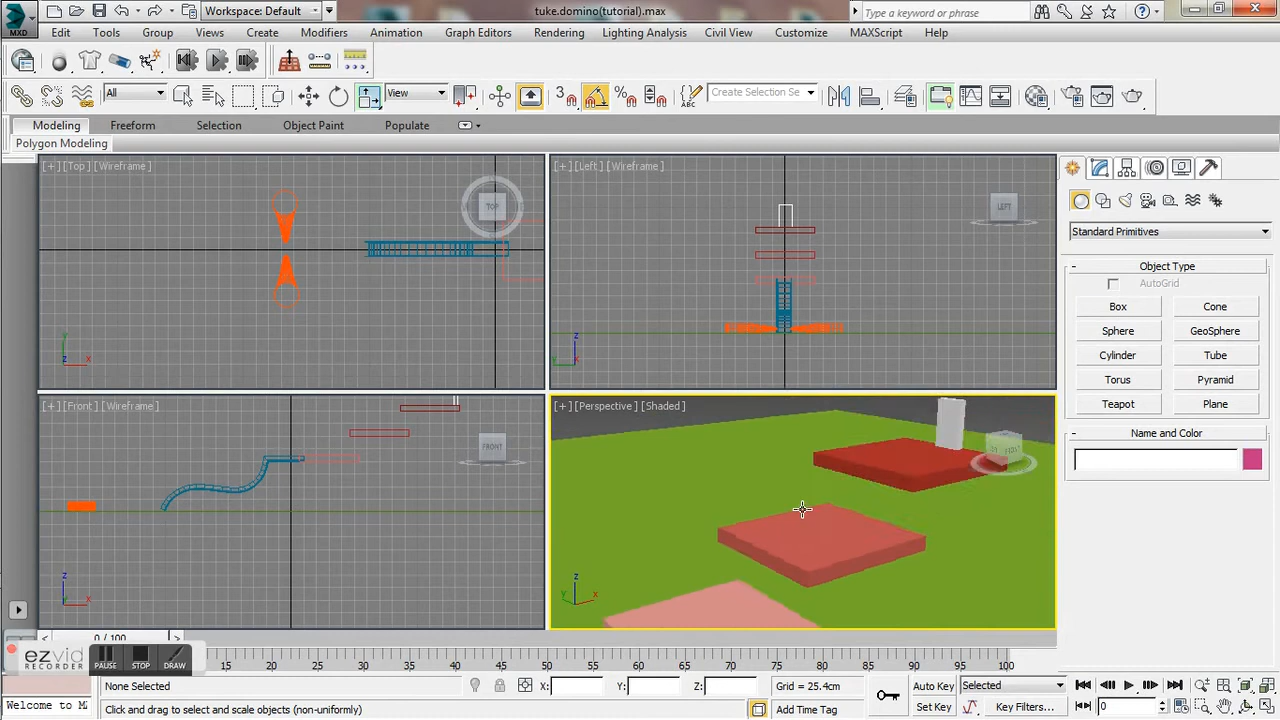 Workspace: Default
tuke.domino(tutorial).max
Type a keyword or phrase
MXD
Edit Tools Group Views Create Modifiers Animation Graph Editors Rendering Lighting Analysis Civil View Customize MAXScript Help
All View 3 % Create Selection Se
Modeling Freeform Selection Object Paint Populate
Polygon Modeling
[+] [Top] [Wireframe]
[+] [Left] [Wireframe]
TOP
LEFT
Standard Primitives
Object Type
AutoGrid
Box Cone
Sphere GeoSphere
Cylinder Tube
Torus Pyramid
Teapot Plane
Name and Color
[+] [Front] [Wireframe]
[+] [Perspective] [Shaded]
FRONT
y z x
0 / 100
ezvid
RECORDER
PAUSE STOP DRAW
15 20 25 30 35 40 45 50 55 60 65 70 75 80 85 90 95 100
None Selected X: Y: Z: Grid = 25.4cm Auto Key Selected
Welcome to M Click and drag to select and scale objects (non-uniformly) Add Time Tag Set Key Key Filters... 0